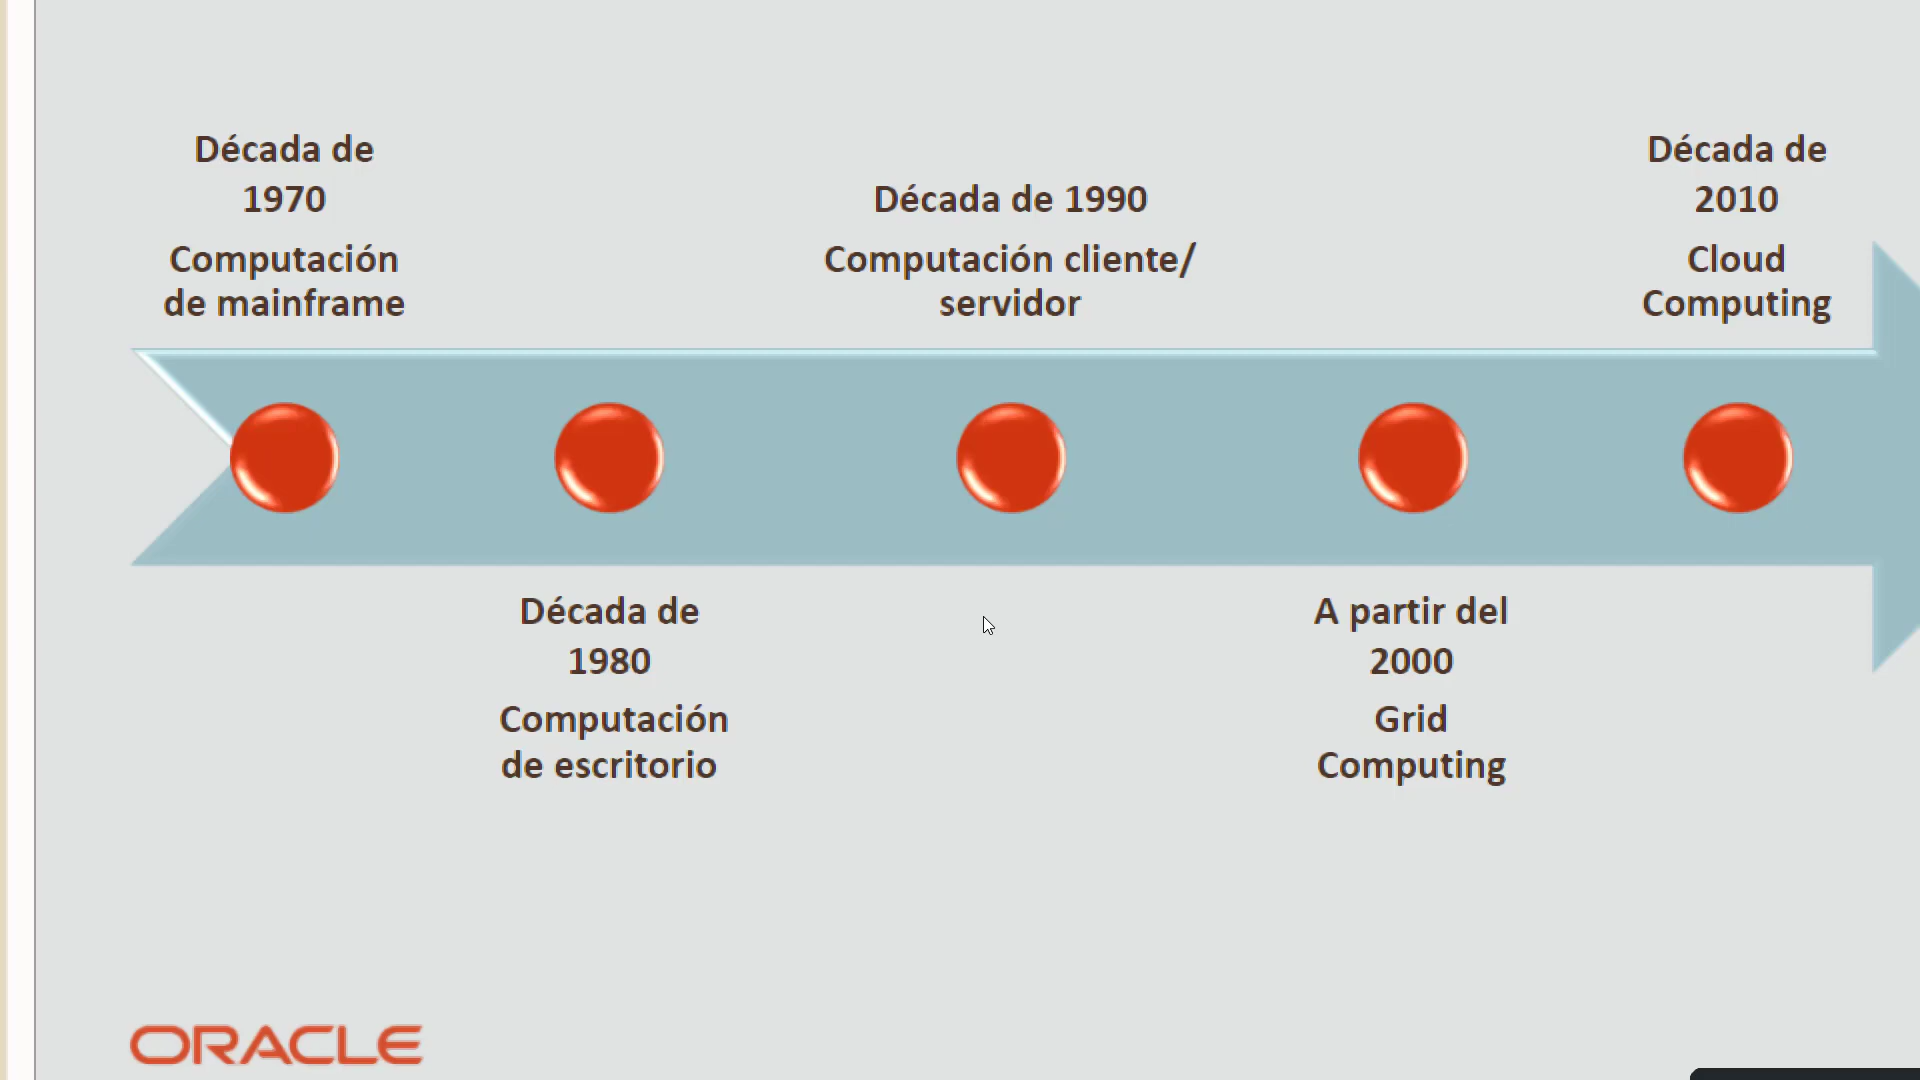 Década de
1970
Computación
de mainframe
Década de
1980
Computación
de escritorio
Década de 1990
Computación cliente/
servidor
A partir del
2000
Grid
Computing
Década de
2010
Cloud
Computing
ORACLE